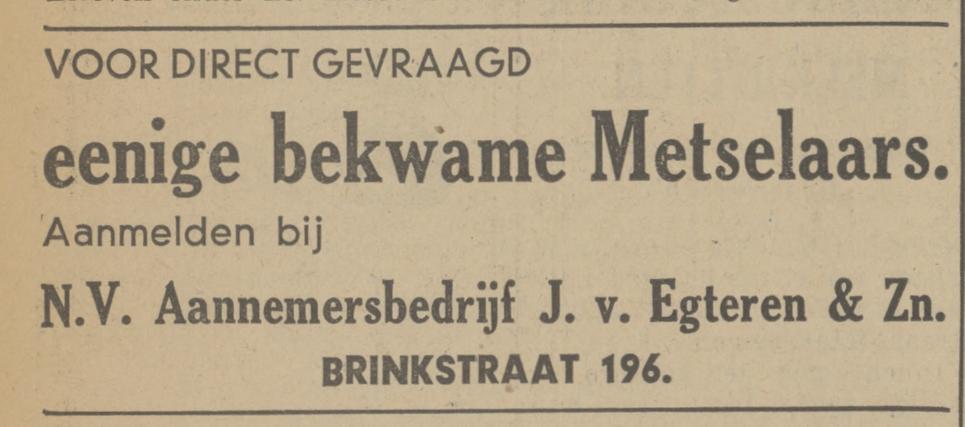 VOOR DIRECT GEVRAAGD
eenige bekwame Metselaars.
Aanmelden bij
N.V. Aannemersbedrijf J. v. Egteren & Zn.
BRINKSTRAAT 196.